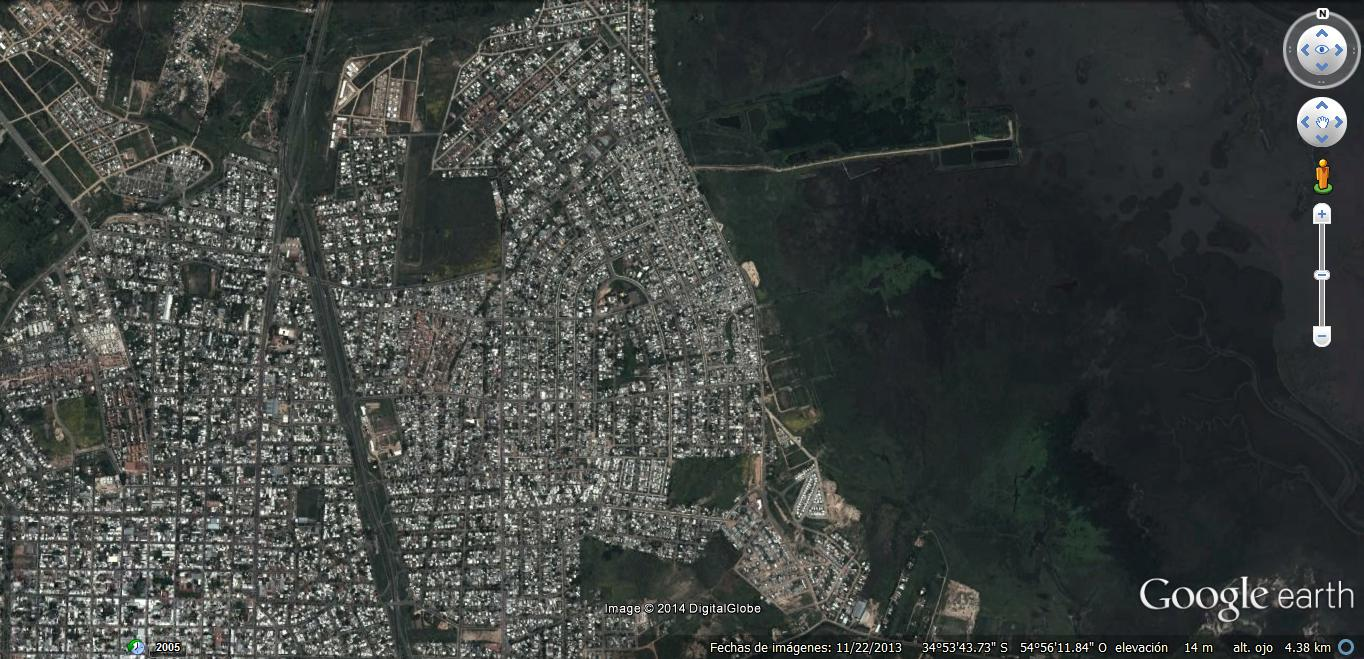 N
Image © 2014 DigitalGlobe
Google earth
2005
Fechas de imágenes: 11/22/2013 34°53'43.73" S 54°56'11.84" O elevación 14 m alt. ojo 4.38 km